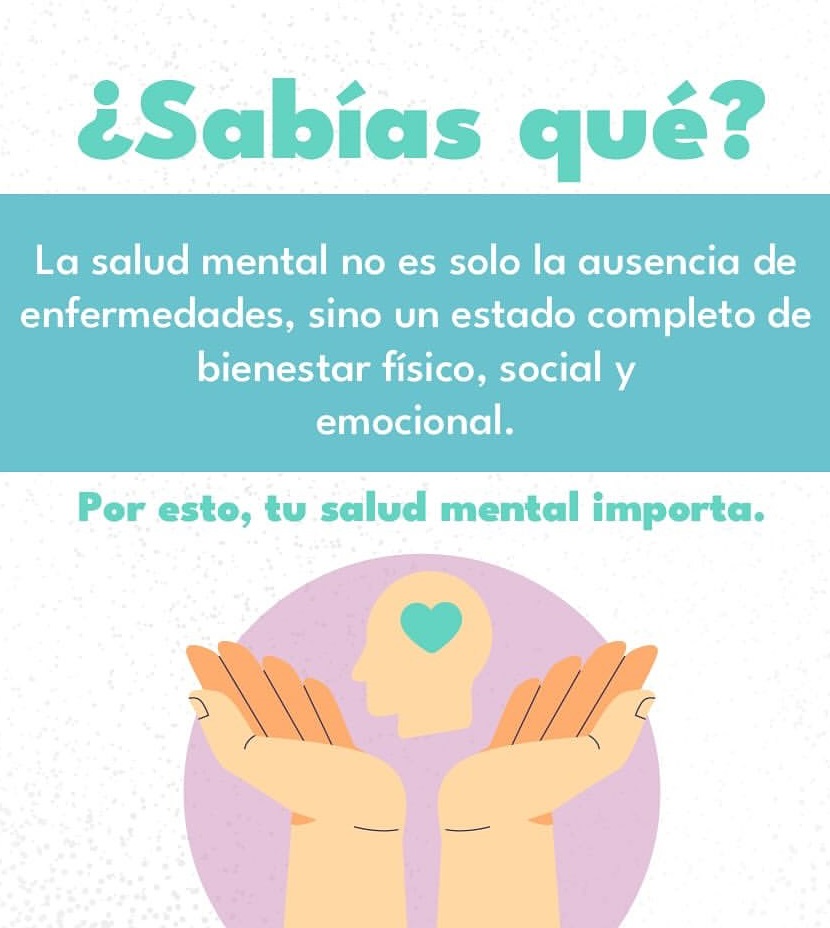 ¿Sabías qué?
La salud mental no es solo la ausencia de
enfermedades, sino un estado completo de
bienestar físico, social y
emocional.
Por esto, tu salud mental importa.